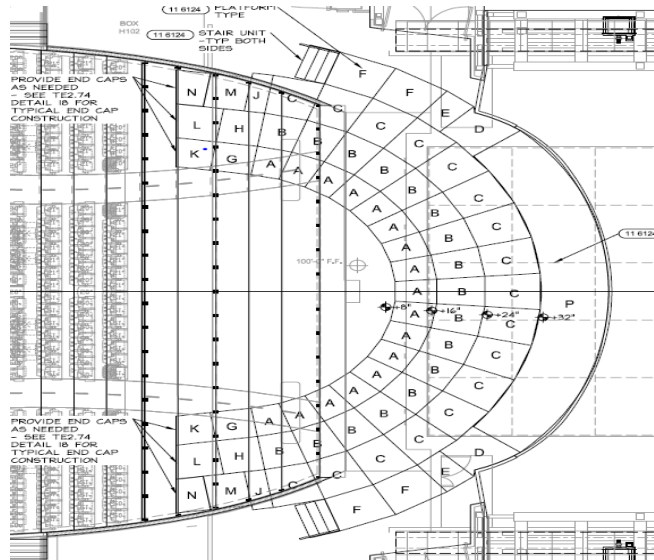 11 6124
PLATFORM
TYPE
BOX
H102
11 6124
STAIR UNIT
-TYP BOTH
SIDES
PROVIDE END CAPS
AS NEEDED
- SEE TE2.74
DETAIL 18 FOR
TYPICAL END CAP
CONSTRUCTION
N M J C C F F E D
L H B B C C
K G A A B C
A B C
A B C
A B C
11 6124
100'-0" F.F.
A B C P
+8" +16" +24" +32"
A B C
A B C
A B C
A B C
PROVIDE END CAPS
AS NEEDED
- SEE TE2.74
DETAIL 18 FOR
TYPICAL END CAP
CONSTRUCTION
K G A A A B C
L H B B B C D
N M J C C F F E